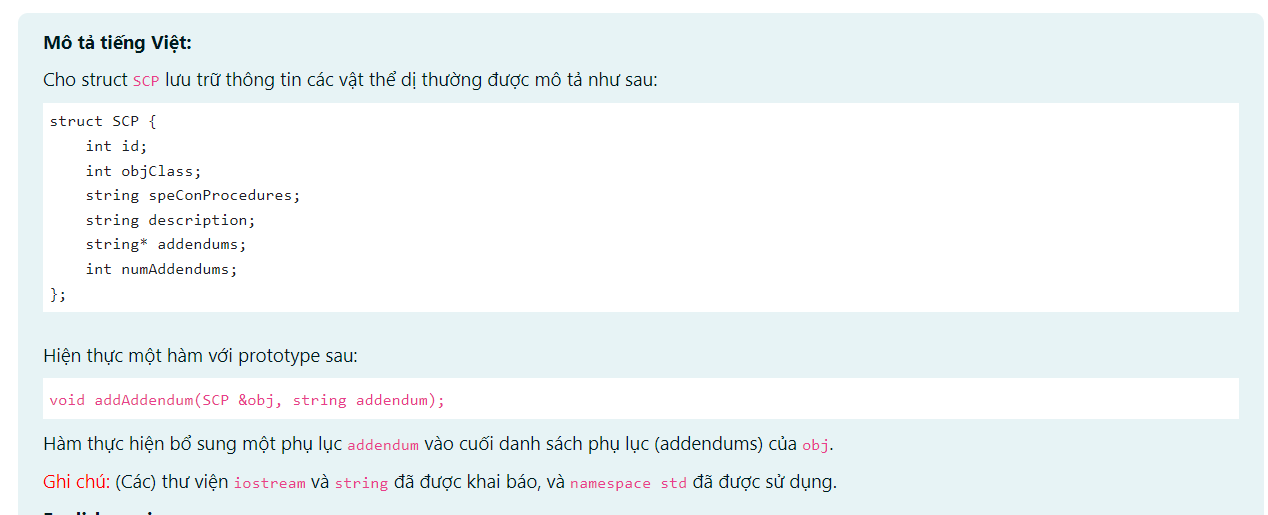 Mô tả tiếng Việt:
Cho struct SCP lưu trữ thông tin các vật thể dị thường được mô tả như sau:
struct SCP {
    int id;
    int objClass;
    string speConProcedures;
    string description;
    string* addendums;
    int numAddendums;
};
Hiện thực một hàm với prototype sau:
void addAddendum(SCP &obj, string addendum);
Hàm thực hiện bổ sung một phụ lục addendum vào cuối danh sách phụ lục (addendums) của obj.
Ghi chú: (Các) thư viện iostream và string đã được khai báo, và namespace std đã được sử dụng.